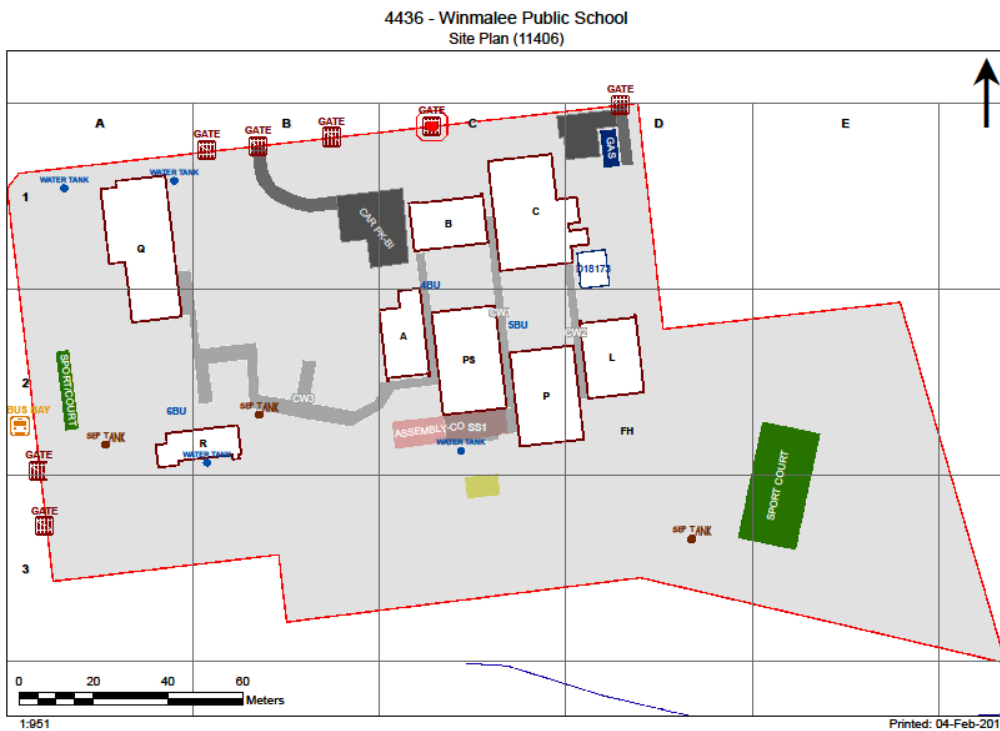 4436 - Winmalee Public School
Site Plan (11406)
GATE
A
B
GATE
C
D
E
GATE
GATE
GATE
GAS
WATER TANK
WATER TANK
1
Q
CAR PK-BI
B
C
D18173
4BU
CW1
5BU
CW2
A
PS
L
2
SPORT COURT
P
CW3
BUS BAY
6BU
SEP TANK
ASSEMBLY-CO SS1
FH
SEP TANK
R
WATER TANK
WATER TANK
GATE
SPORT COURT
GATE
SEP TANK
3
0 20 40 60
Meters
1:951
Printed: 04-Feb-201